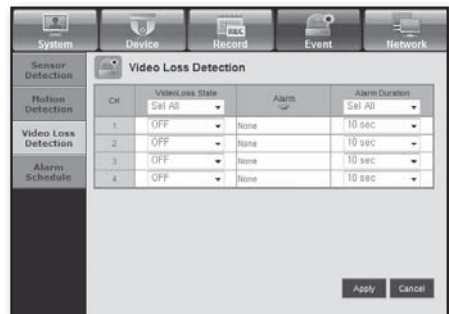 System Device Record Event Network
REC
Sensor Detection
Motion Detection
Video Loss Detection
Alarm Schedule
Video Loss Detection
CH VideoLoss State Alarm Alarm Duration
Sel All Sel All
1 OFF None 10 sec
2 OFF None 10 sec
3 OFF None 10 sec
4 OFF None 10 sec
Apply Cancel